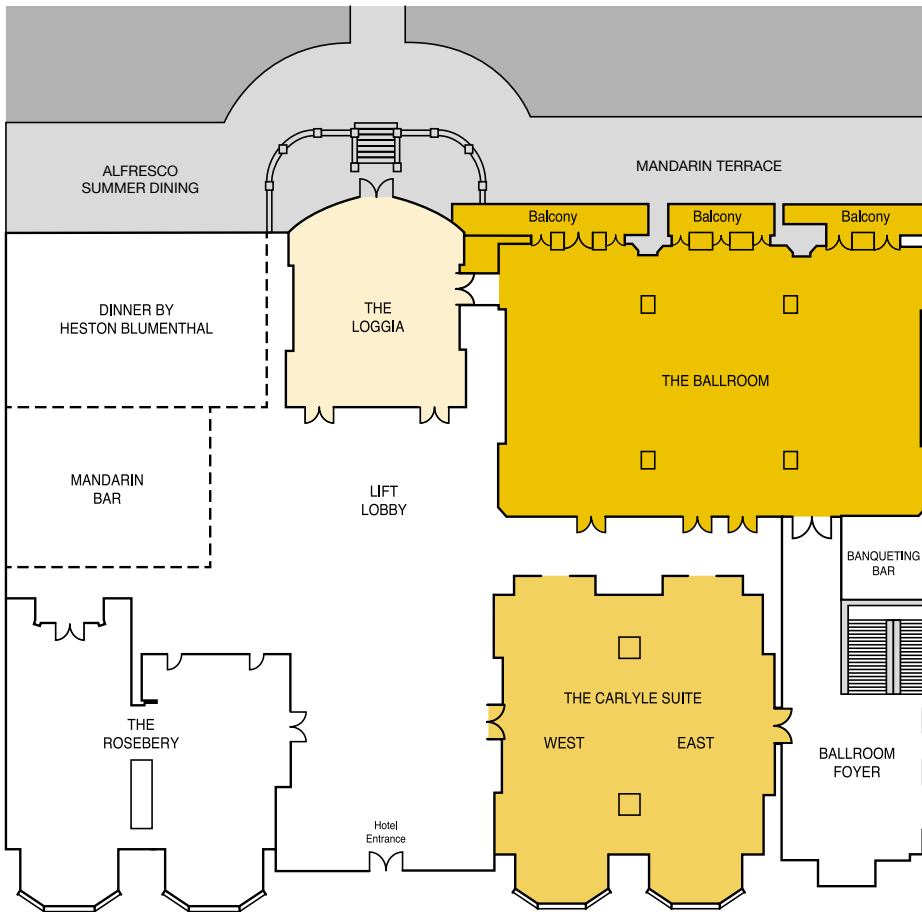 ALFRESCO
SUMMER DINING
MANDARIN TERRACE
Balcony
Balcony
Balcony
DINNER BY
HESTON BLUMENTHAL
THE
LOGGIA
THE BALLROOM
MANDARIN
BAR
LIFT
LOBBY
BANQUETING
BAR
THE CARLYLE SUITE
WEST
EAST
THE
ROSEBERY
BALLROOM
FOYER
Hotel
Entrance